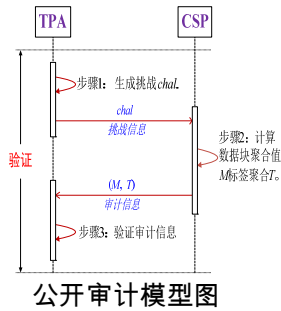 TPA
CSP
步骤1：生成挑战chal。
chal
挑战信息
步骤2：计算
数据块聚合值
M标签聚合T。
验证
(M, T)
审计信息
步骤3：验证审计信息
公开审计模型图